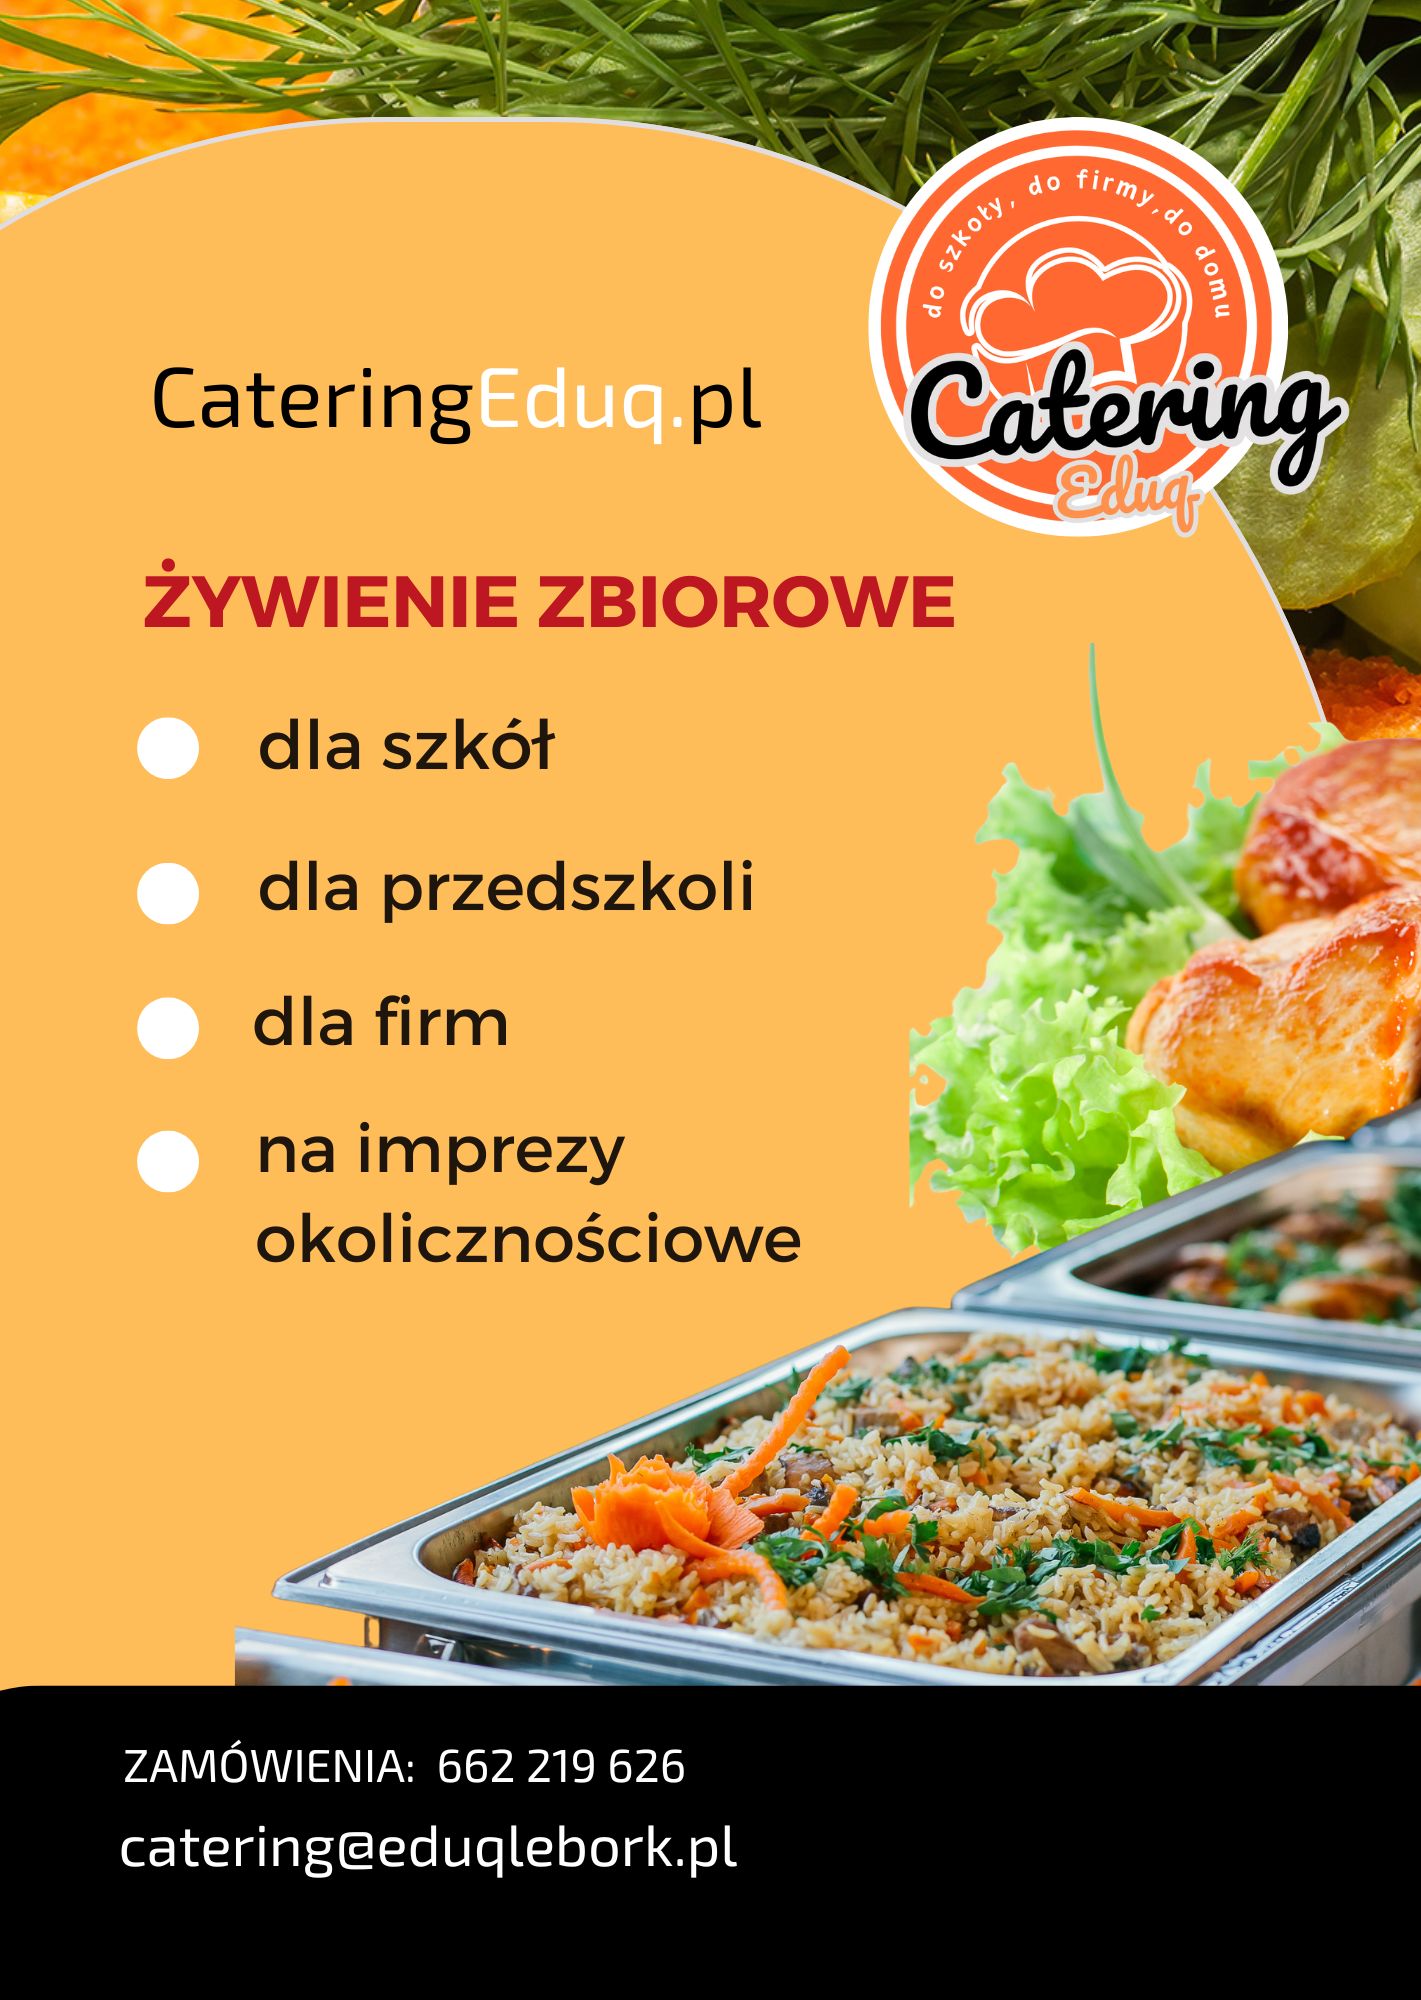 do szkoły, do firmy, do domu
Catering
Eduq
CateringEduq.pl
ŻYWIENIE ZBIOROWE
dla szkół
dla przedszkoli
dla firm
na imprezy
okolicznościowe
ZAMÓWIENIA: 662 219 626
catering@eduqlebork.pl